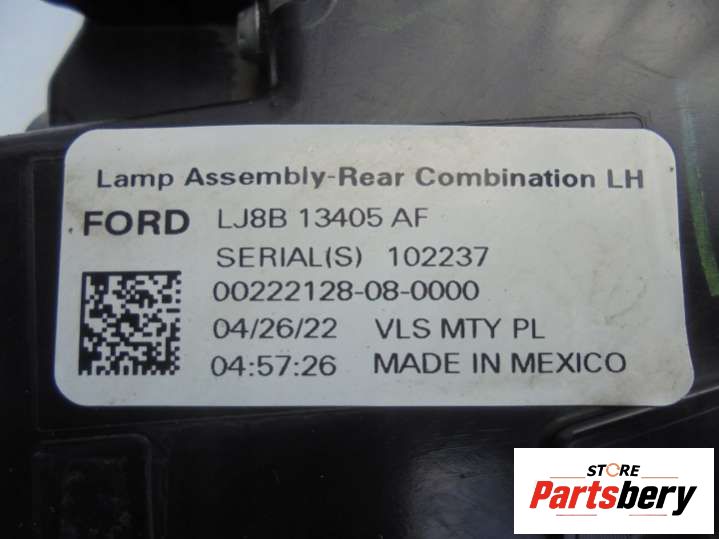 Lamp Assembly-Rear Combination LH
FORD LJ8B 13405 AF
SERIAL(S) 102237
00222128-08-0000
04/26/22 VLS MTY PL
04:57:26 MADE IN MEXICO
STORE
Partsbery